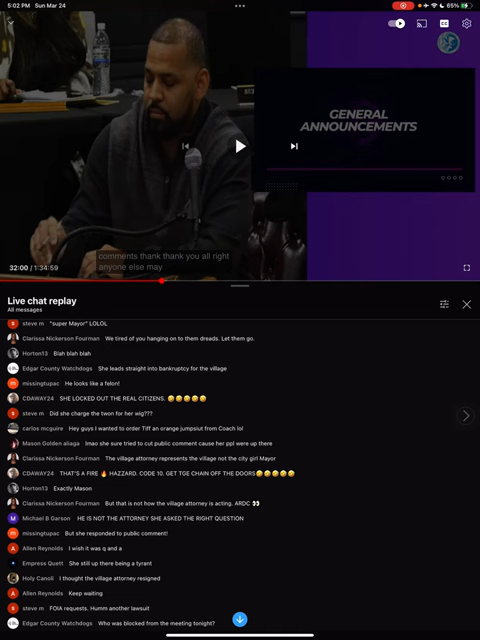 5:02 PM Sun Mar 24
65%
CC
GENERAL
ANNOUNCEMENTS
comments thank thank you all right
anyone else may
32:00 / 1:34:59
Live chat replay
All messages
steve m "super Mayor" LOLOL
Clarissa Nickerson Fourman We tired of you hanging on to them dreads. Let them go.
Horton13 Blah blah blah
Edgar County Watchdogs She leads straight into bankruptcy for the village
missingtupac He looks like a felon!
CDAWAY24 SHE LOCKED OUT THE REAL CITIZENS. 🤣🤣🤣🤣🤣
steve m Did she charge the twon for her wig???
carlos mcguire Hey guys I wanted to order Tiff an orange jumpsiut from Coach lol
Mason Golden aliaga lmao she sure tried to cut public comment cause her ppl were up there
Clarissa Nickerson Fourman The village attorney represents the village not the city girl Mayor
CDAWAY24 THAT'S A FIRE 🔥 HAZZARD. CODE 10. GET TGE CHAIN OFF THE DOORS🤣🤣🤣🤣🤣
Horton13 Exactly Mason
Clarissa Nickerson Fourman But that is not how the village attorney is acting. ARDC 👀
Michael B Garson HE IS NOT THE ATTORNEY SHE ASKED THE RIGHT QUESTION
missingtupac But she responded to public comment!
Allen Reynolds I wish it was q and a
Empress Quett She still up there being a tyrant
Holy Canoli I thought the village attorney resigned
Allen Reynolds Keep waiting
steve m FOIA requests. Humm another lawsuit
Edgar County Watchdogs Who was blocked from the meeting tonight?